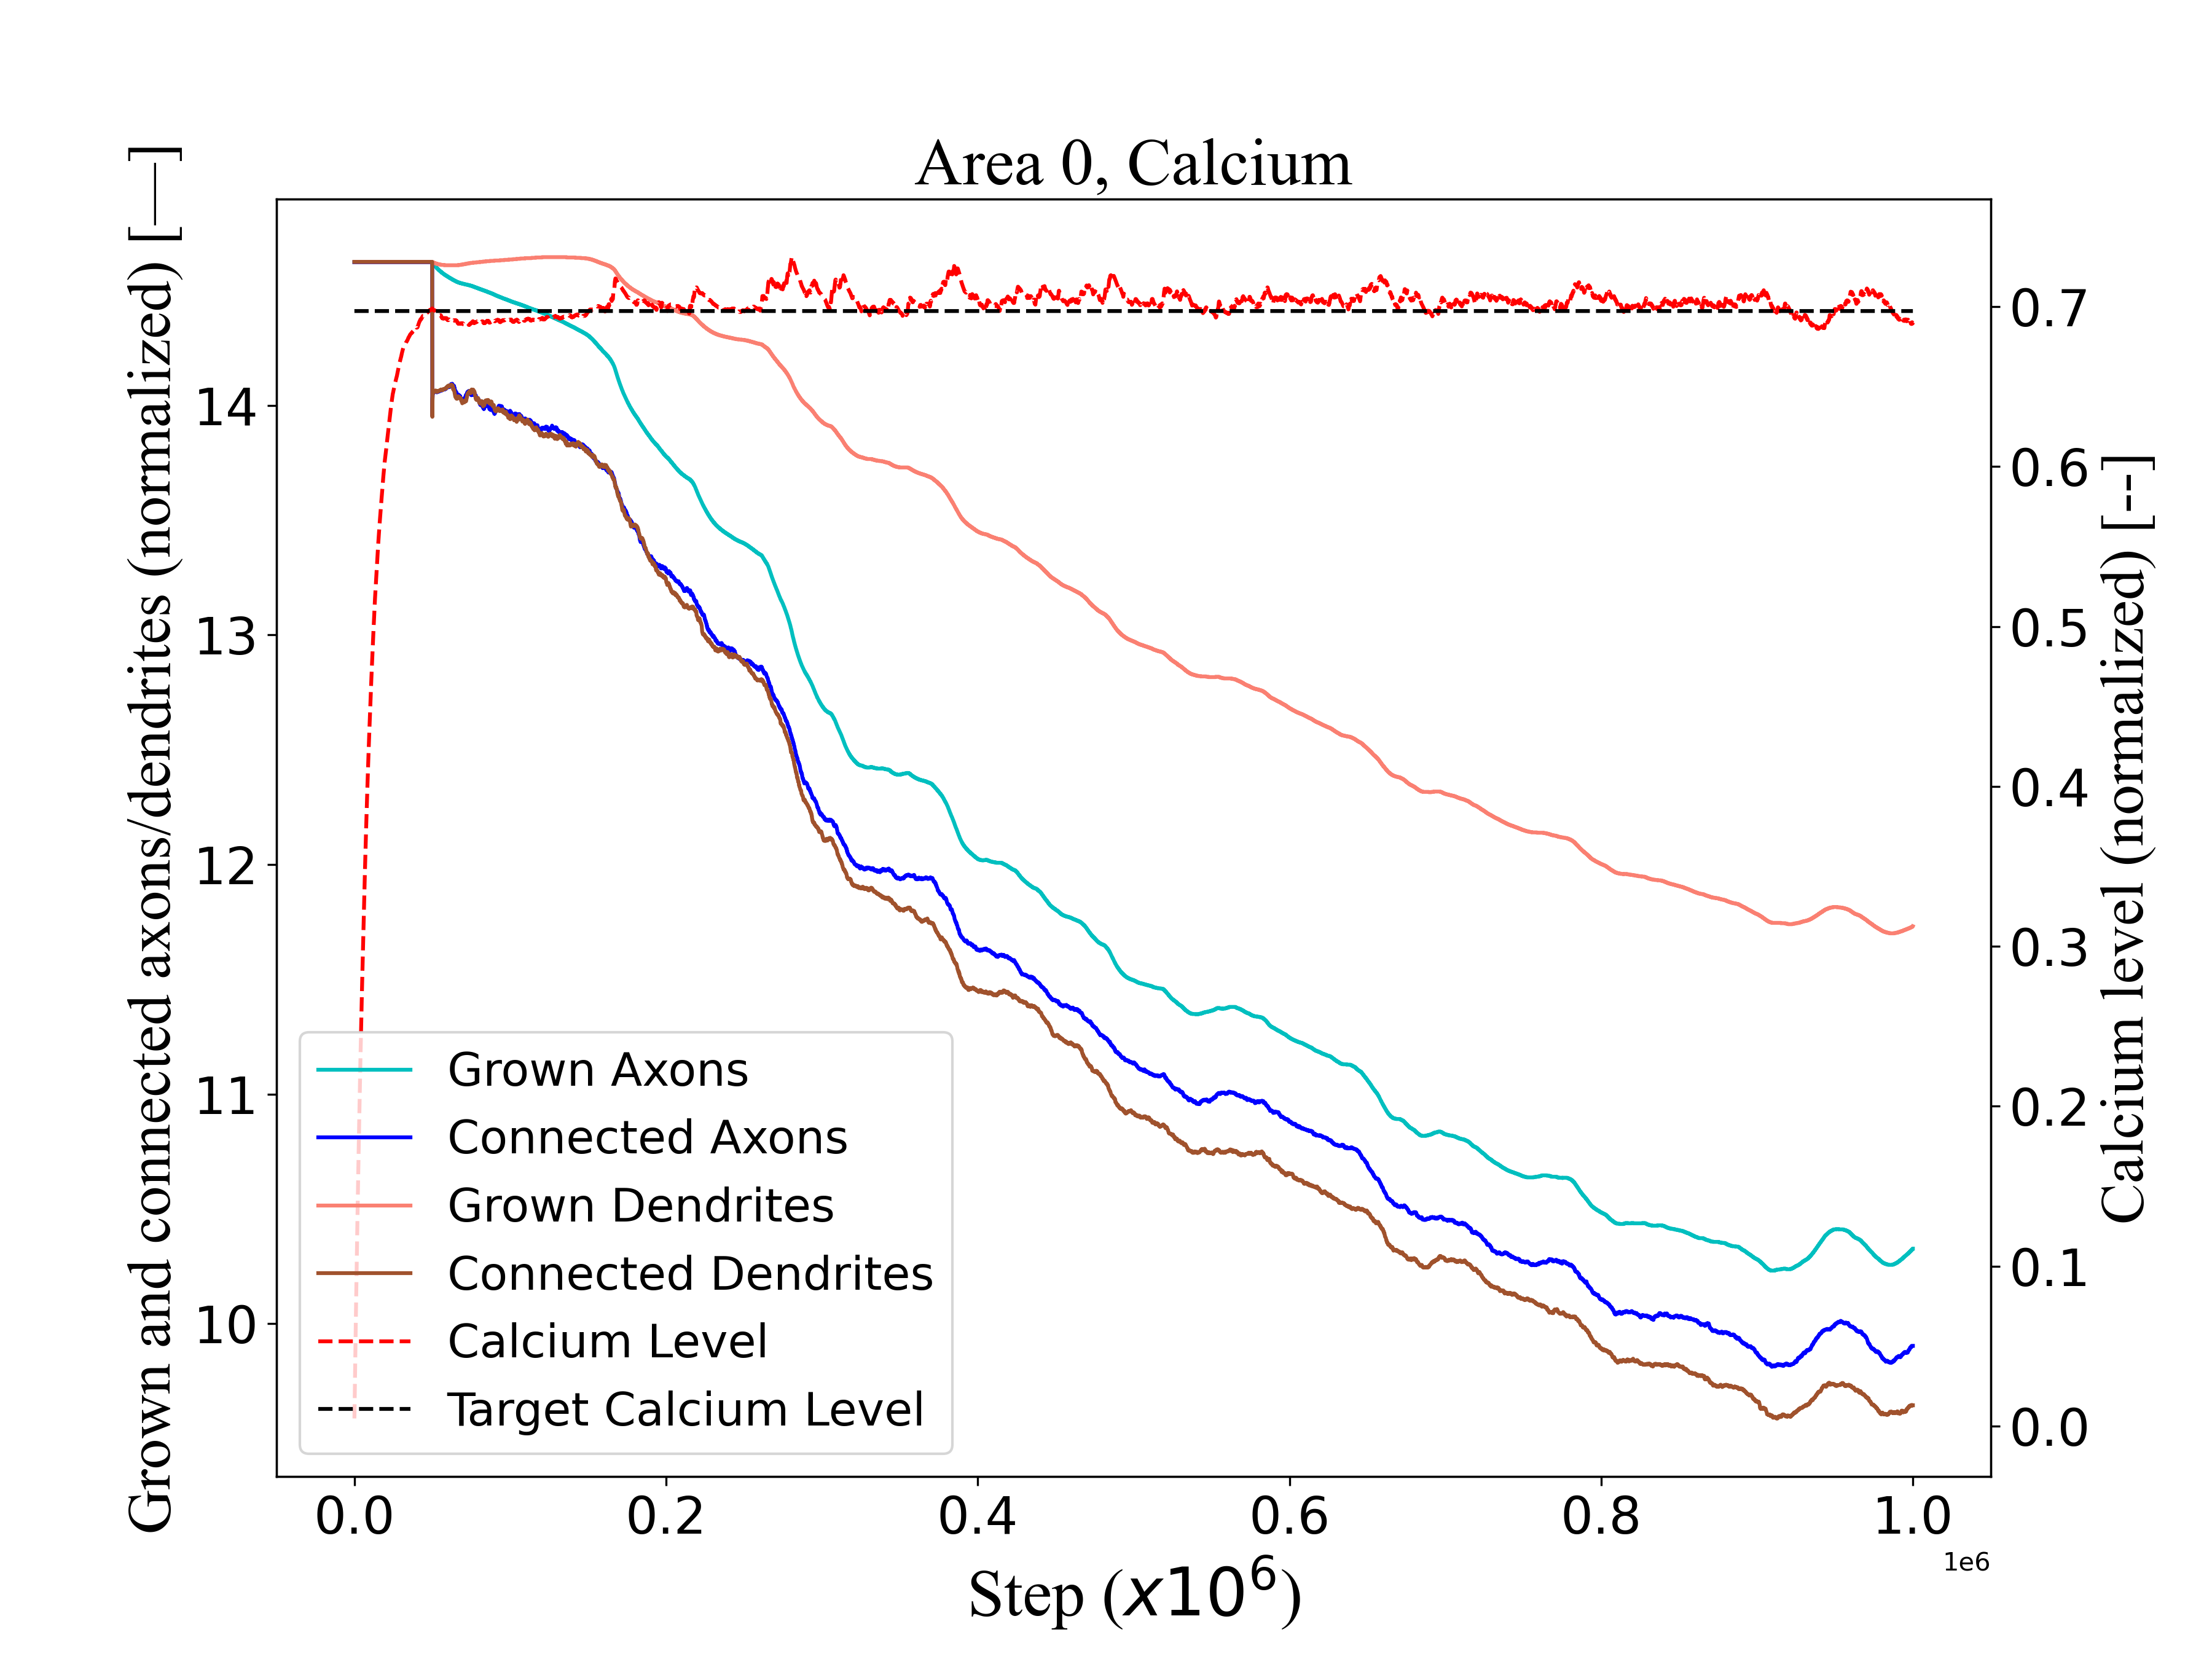 Area 0, Calcium
Grown and connected axons/dendrites (normalized) [—]
14
13
12
11
10
0.7
0.6
0.5
0.4
0.3
0.2
0.1
0.0
Calcium level (normalized) [--]
Grown Axons
Connected Axons
Grown Dendrites
Connected Dendrites
Calcium Level
Target Calcium Level
0.0 0.2 0.4 0.6 0.8 1.0
1e6
Step (x10⁶)